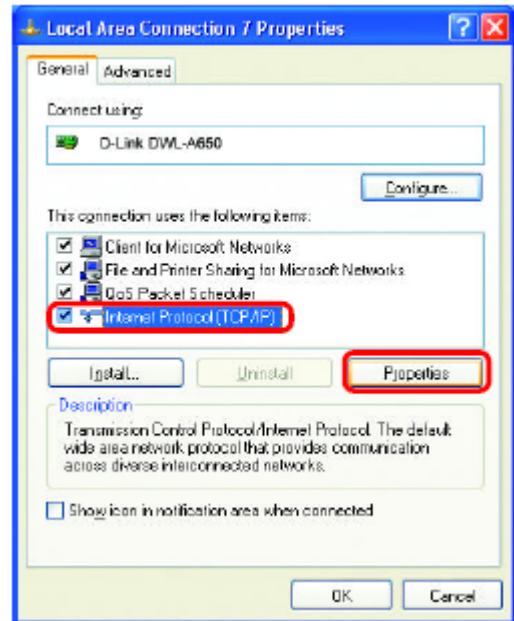 Local Area Connection 7 Properties
General
Advanced
Connect using:
D-Link DWL-A650
Configure...
This connection uses the following items:
Client for Microsoft Networks
File and Printer Sharing for Microsoft Networks
QoS Packet Scheduler
Internet Protocol (TCP/IP)
Install...
Uninstall
Properties
Description
Transmission Control Protocol/Internet Protocol. The default
wide area network protocol that provides communication
across diverse interconnected networks.
Show icon in notification area when connected
OK
Cancel